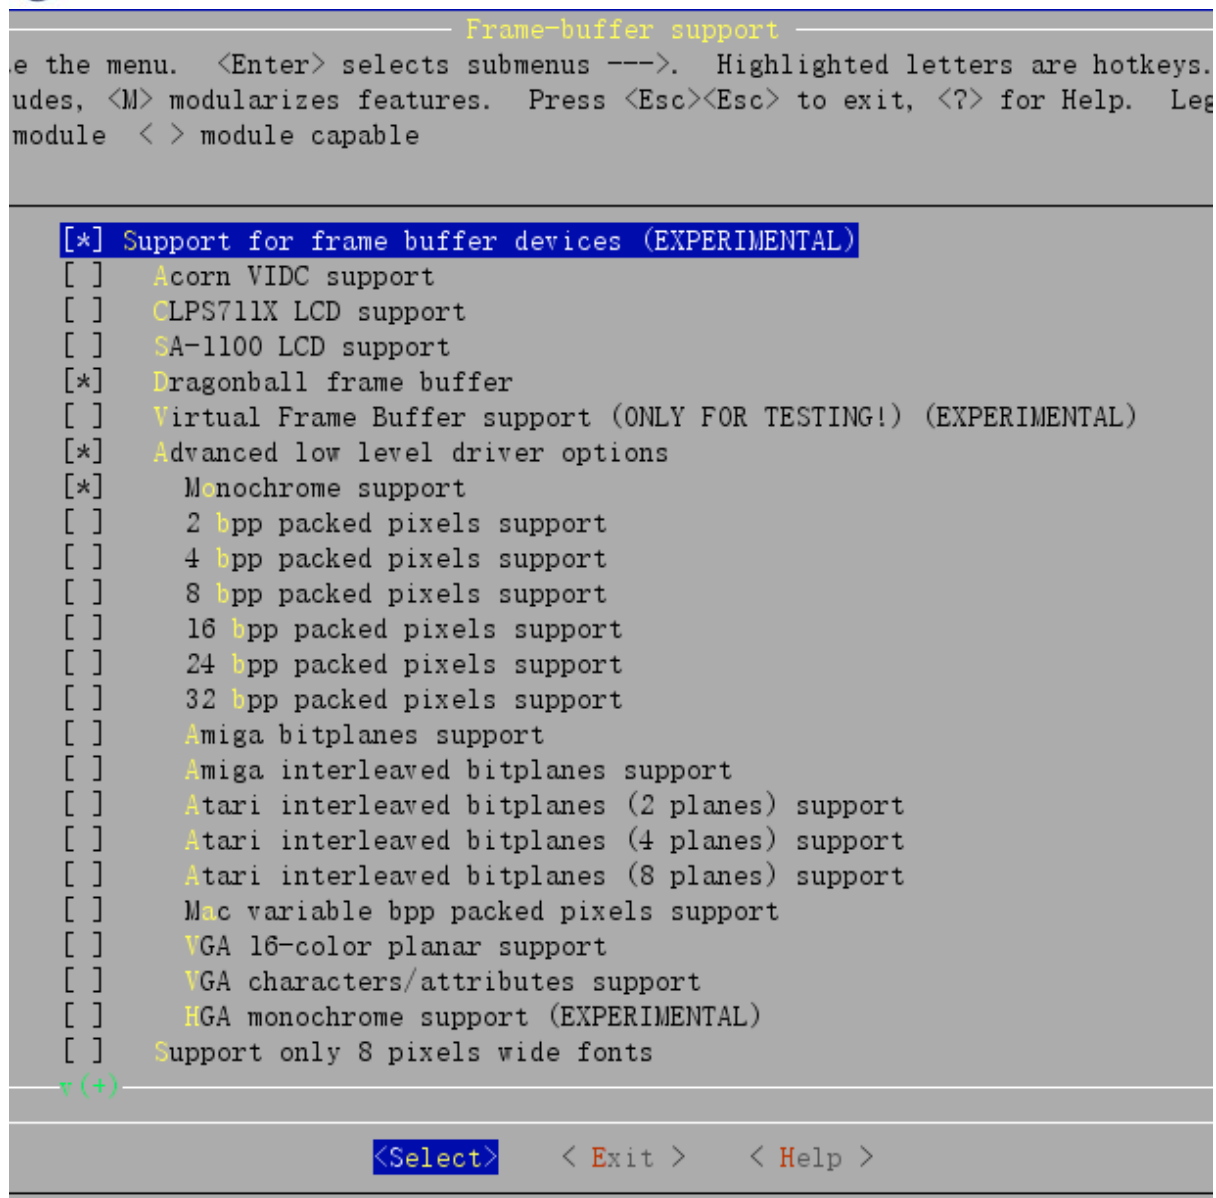 Frame-buffer support
e the menu. <Enter> selects submenus --->. Highlighted letters are hotkeys.
udes, <M> modularizes features. Press <Esc><Esc> to exit, <?> for Help. Leg
module < > module capable
[*] Support for frame buffer devices (EXPERIMENTAL)
[ ] Acorn VIDC support
[ ] CLPS711X LCD support
[ ] SA-1100 LCD support
[*] Dragonball frame buffer
[ ] Virtual Frame Buffer support (ONLY FOR TESTING!) (EXPERIMENTAL)
[*] Advanced low level driver options
[*] Monochrome support
[ ] 2 bpp packed pixels support
[ ] 4 bpp packed pixels support
[ ] 8 bpp packed pixels support
[ ] 16 bpp packed pixels support
[ ] 24 bpp packed pixels support
[ ] 32 bpp packed pixels support
[ ] Amiga bitplanes support
[ ] Amiga interleaved bitplanes support
[ ] Atari interleaved bitplanes (2 planes) support
[ ] Atari interleaved bitplanes (4 planes) support
[ ] Atari interleaved bitplanes (8 planes) support
[ ] Mac variable bpp packed pixels support
[ ] VGA 16-color planar support
[ ] VGA characters/attributes support
[ ] HGA monochrome support (EXPERIMENTAL)
[ ] Support only 8 pixels wide fonts
v(+)
<Select> < Exit > < Help >